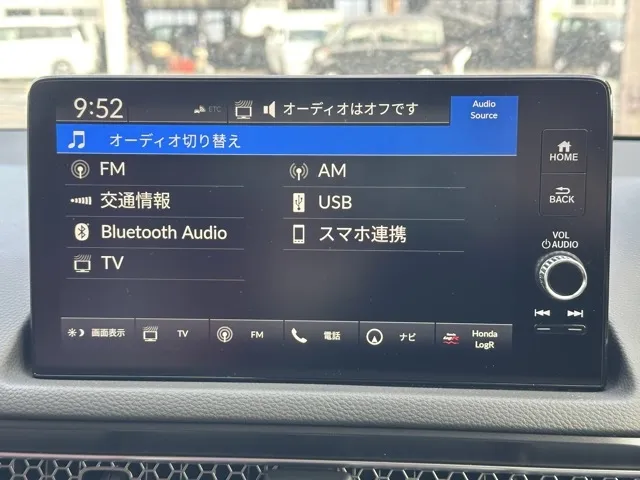 9:52 ETC オーディオはオフです Audio Source
オーディオ切り替え
FM AM
交通情報 USB
Bluetooth Audio スマホ連携
TV
HOME
BACK
VOL
AUDIO
画面表示 TV FM 電話 ナビ Honda LogR